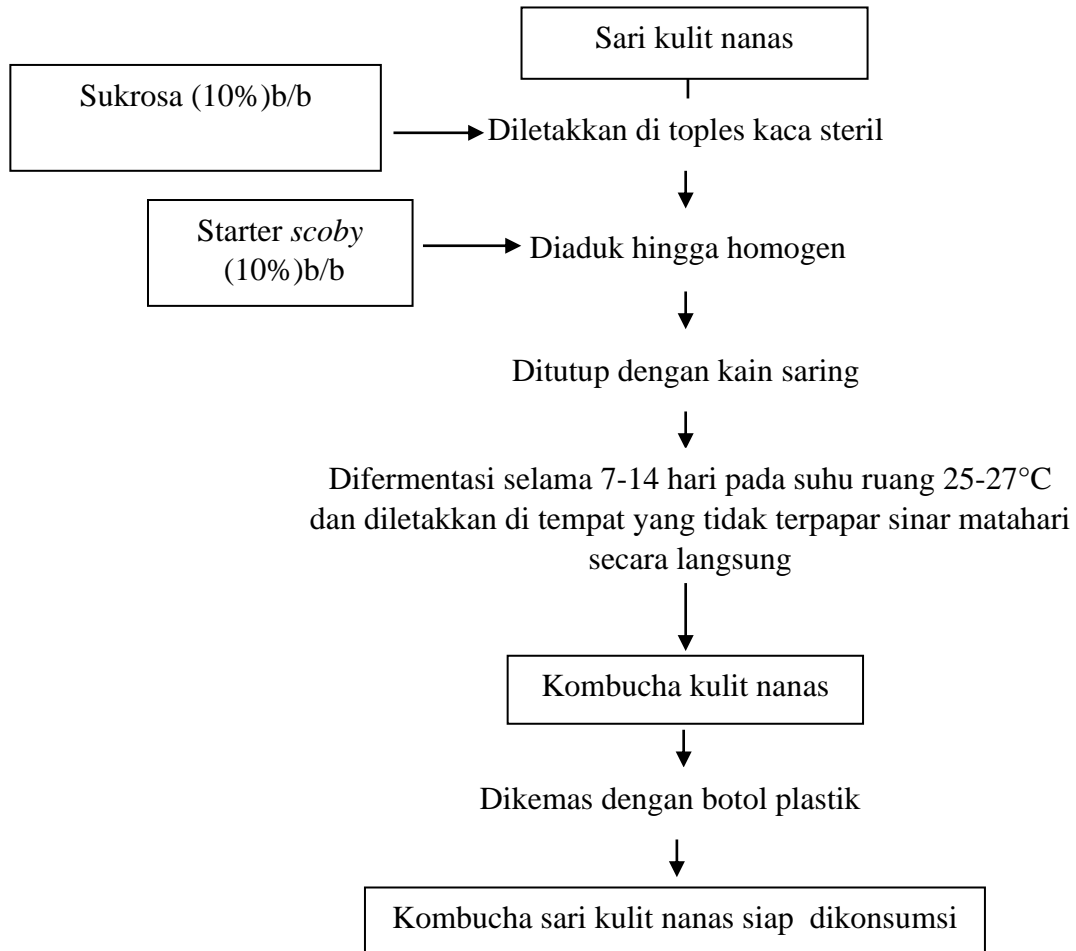 Sari kulit nanas
Sukrosa (10%)b/b
Diletakkan di toples kaca steril
Starter scoby
(10%)b/b
Diaduk hingga homogen
Ditutup dengan kain saring
Difermentasi selama 7-14 hari pada suhu ruang 25-27°C
dan diletakkan di tempat yang tidak terpapar sinar matahari
secara langsung
Kombucha kulit nanas
Dikemas dengan botol plastik
Kombucha sari kulit nanas siap dikonsumsi